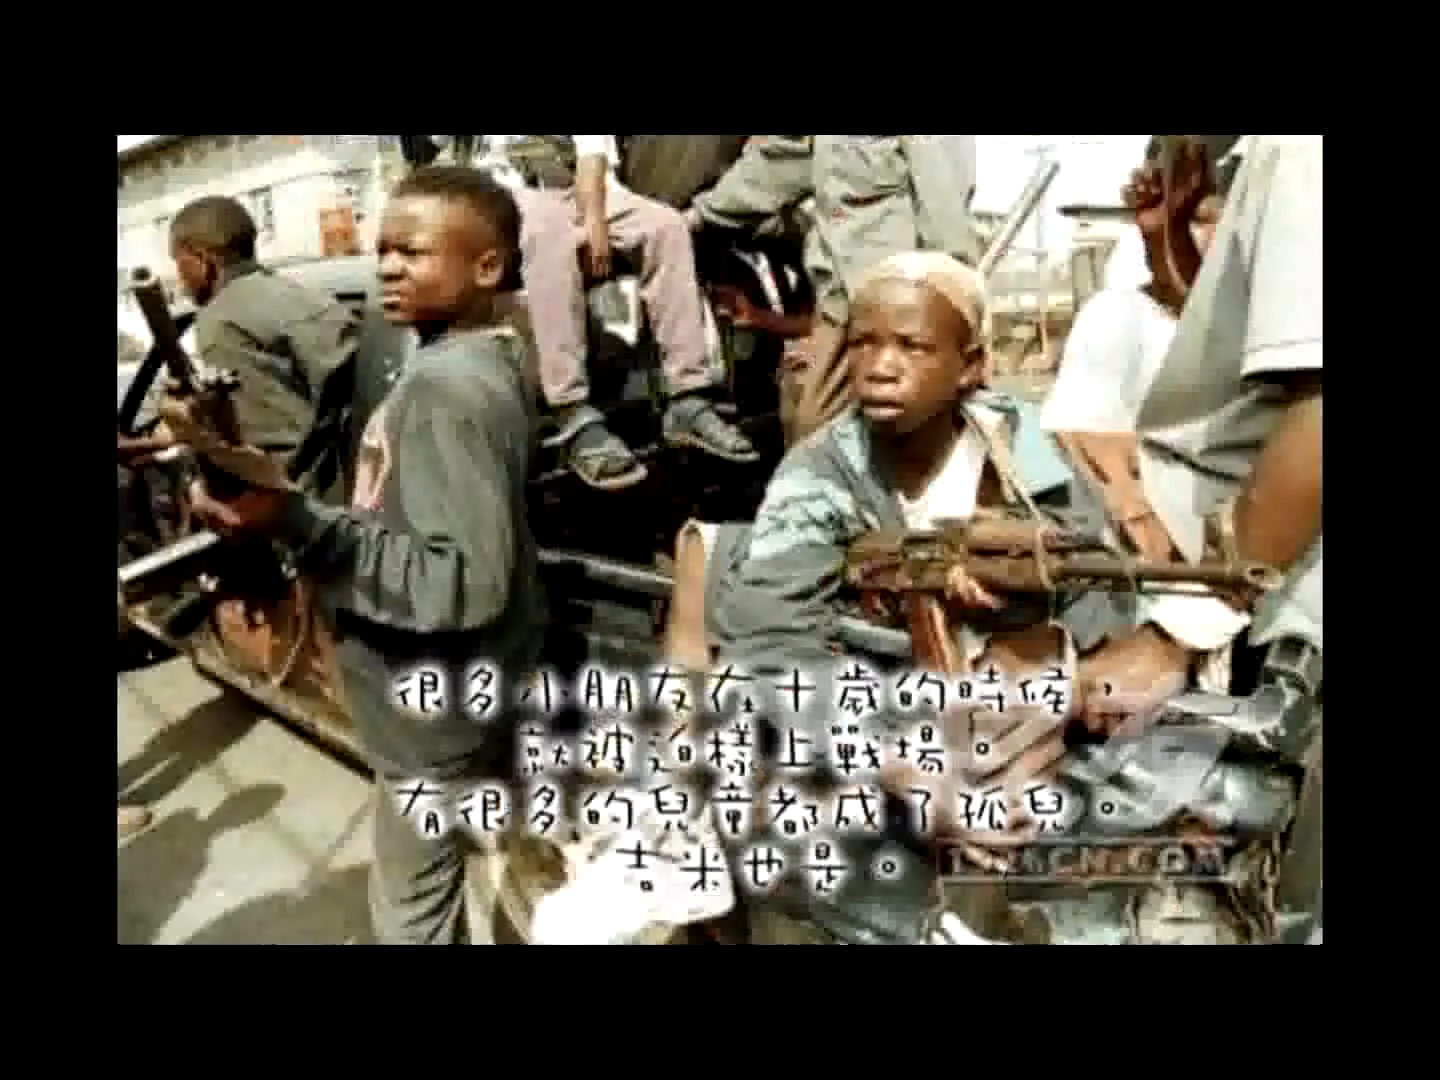 很多小朋友在十歲的時候，
就被迫樣上戰場。
有很多的兒童都成了孤兒。
吉米也是。